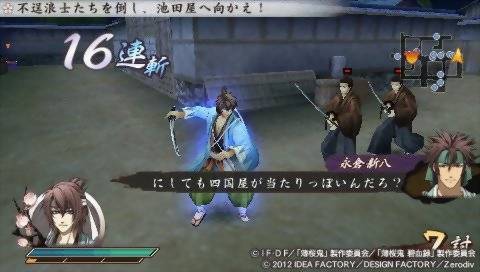 不逞浪士たちを倒し、池田屋へ向かえ！
16連斬
永倉新八
にしても四国屋が当たりっぽいんだろ？
7討
©ＩＦ･ＤＦ／「薄桜鬼」製作委員会／「薄桜鬼 碧血録」製作委員会
© 2012 IDEA FACTORY／DESIGN FACTORY／Zerodiv